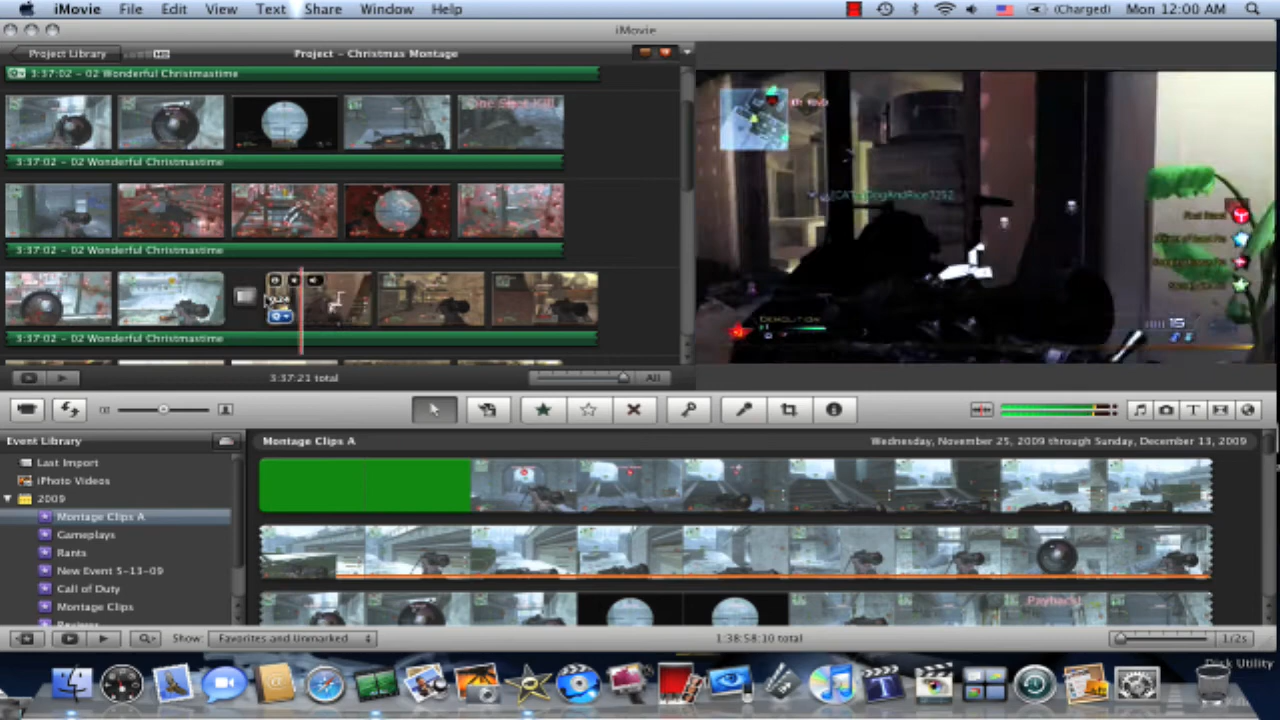 iMovie File Edit View Text Share Window Help (Charged) Mon 12:00 AM
iMovie
Project Library HD Project - Christmas Montage
3:37:02 - 02 Wonderful Christmastime
One Shot Kill!
3:37:02 - 02 Wonderful Christmastime
3:37:02 - 02 Wonderful Christmastime
3:37:02 - 02 Wonderful Christmastime
DEMOLITION
15
3:37:21 total
All
Event Library
Montage Clips A Wednesday, November 25, 2009 through Sunday, December 13, 2009
Last Import
iPhoto Videos
2009
Montage Clips A
Gameplays
Rants
New Event 5-13-09
Call of Duty
Montage Clips
Payback!
Show: Favorites and Unmarked 1:38:58:10 total 1/2s
Disk Utility